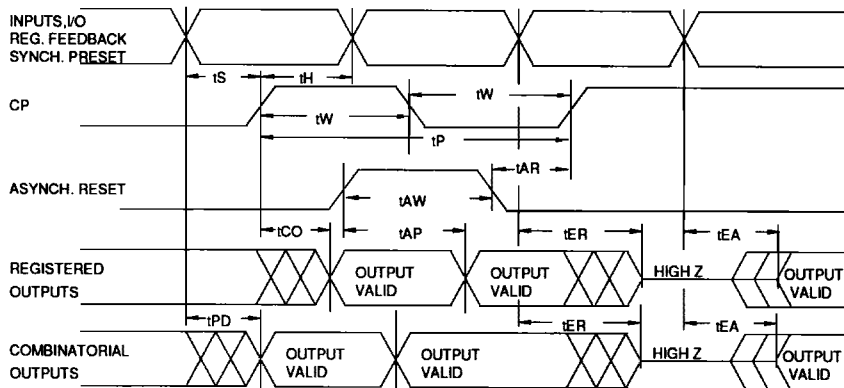 INPUTS,I/O
REG. FEEDBACK
SYNCH. PRESET
tS
tH
CP
tW
tW
tP
tAR
ASYNCH. RESET
tAW
tCO
tAP
tER
tEA
REGISTERED
OUTPUTS
OUTPUT
VALID
OUTPUT
VALID
HIGH Z
OUTPUT
VALID
tPD
tER
tEA
COMBINATORIAL
OUTPUTS
OUTPUT
VALID
OUTPUT
VALID
HIGH Z
OUTPUT
VALID